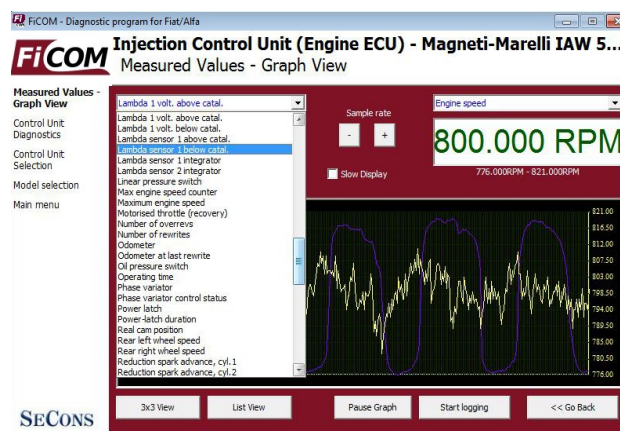 FiCOM - Diagnostic program for Fiat/Alfa
FiCOM
Injection Control Unit (Engine ECU) - Magneti-Marelli IAW 5...
Measured Values - Graph View
Measured Values -
Graph View
Control Unit
Diagnostics
Control Unit
Selection
Model selection
Main menu
SECONS
Lambda 1 volt. above catal.
Lambda 1 volt. above catal.
Lambda 1 volt. below catal.
Lambda sensor 1 above catal.
Lambda sensor 1 below catal.
Lambda sensor 1 integrator
Lambda sensor 2 integrator
Linear pressure switch
Max engine speed counter
Maximum engine speed
Motorised throttle (recovery)
Number of overrevs
Number of rewrites
Odometer
Odometer at last rewrite
Oil pressure switch
Operating time
Phase variator
Phase variator control status
Power latch
Power-latch duration
Real cam position
Rear left wheel speed
Rear right wheel speed
Reduction spark advance, cyl.1
Reduction spark advance, cyl.2
Sample rate
-
+
Slow Display
Engine speed
800.000 RPM
776.000RPM - 821.000RPM
821.00
816.50
812.00
807.50
803.00
798.50
794.00
789.50
785.00
780.50
776.00
3x3 View
List View
Pause Graph
Start logging
<< Go Back